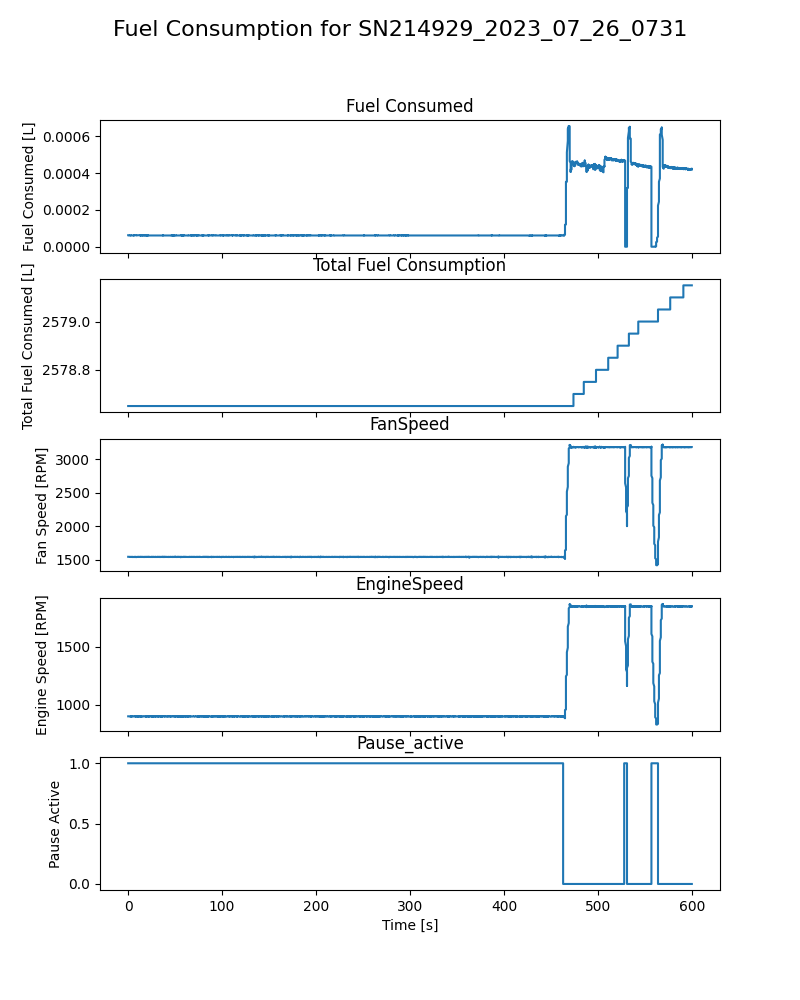 Fuel Consumption for SN214929_2023_07_26_0731
Fuel Consumed
Fuel Consumed [L]
0.0006
0.0004
0.0002
0.0000
Total Fuel Consumption
Total Fuel Consumed [L]
2579.0
2578.8
FanSpeed
Fan Speed [RPM]
3000
2500
2000
1500
EngineSpeed
Engine Speed [RPM]
1500
1000
Pause_active
Pause Active
1.0
0.5
0.0
0 100 200 300 400 500 600
Time [s]